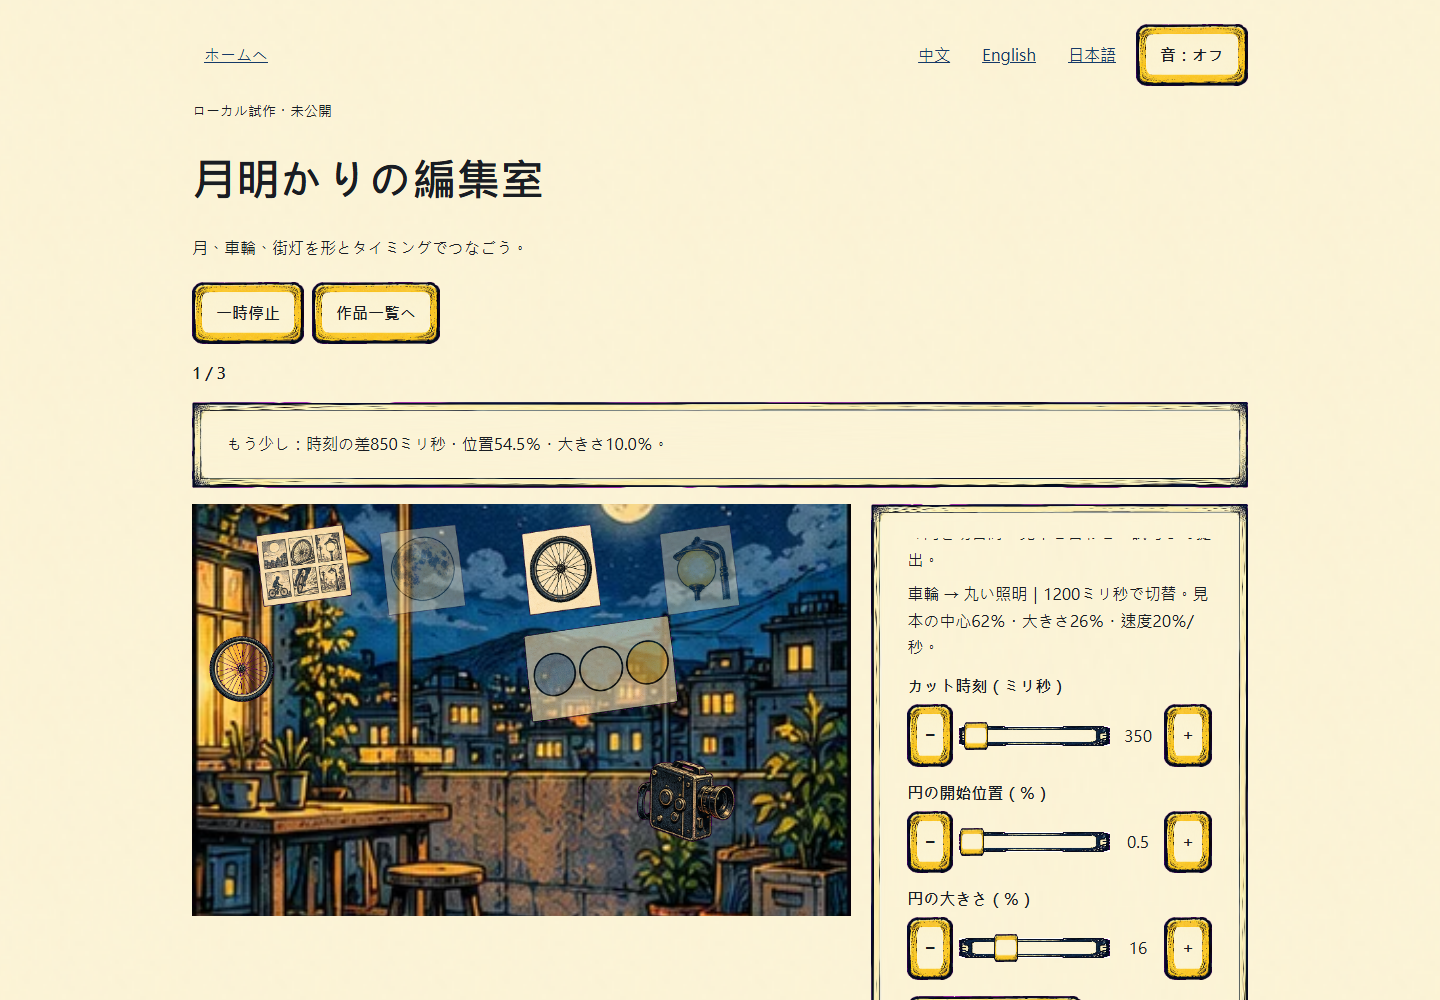 ホームへ
中文 English 日本語 音：オフ
ローカル試作・未公開
月明かりの編集室
月、車輪、街灯を形とタイミングでつなごう。
一時停止 作品一覧へ
1 / 3
もう少し：時刻の差850ミリ秒・位置54.5%・大きさ10.0%。
出。
車輪 → 丸い照明 | 1200ミリ秒で切替。見
本の中心62%・大きさ26%・速度20%/
秒。
カット時刻（ミリ秒）
− 350 +
円の開始位置（%）
− 0.5 +
円の大きさ（%）
− 16 +